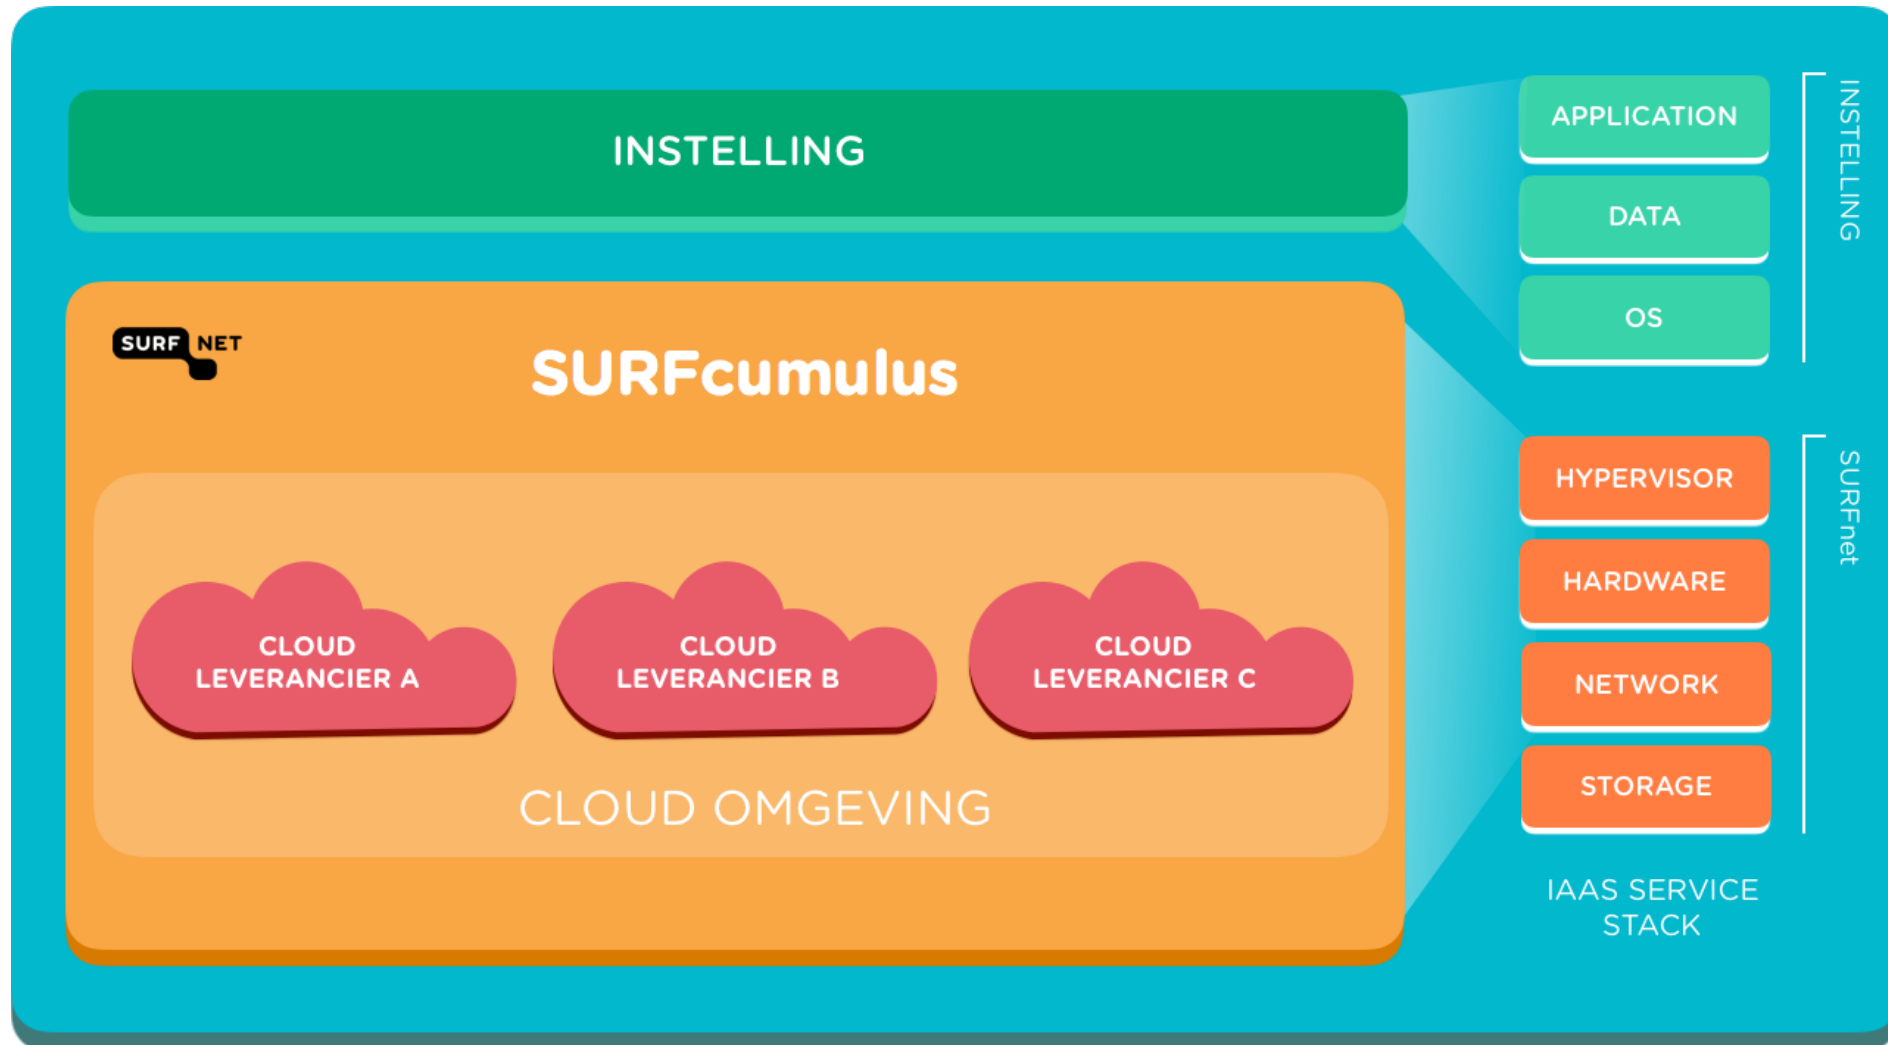 INSTELLING
SURF NET
SURFcumulus
CLOUD
LEVERANCIER A
CLOUD
LEVERANCIER B
CLOUD
LEVERANCIER C
CLOUD OMGEVING
APPLICATION
DATA
OS
INSTELLING
HYPERVISOR
HARDWARE
NETWORK
STORAGE
SURFnet
IAAS SERVICE
STACK